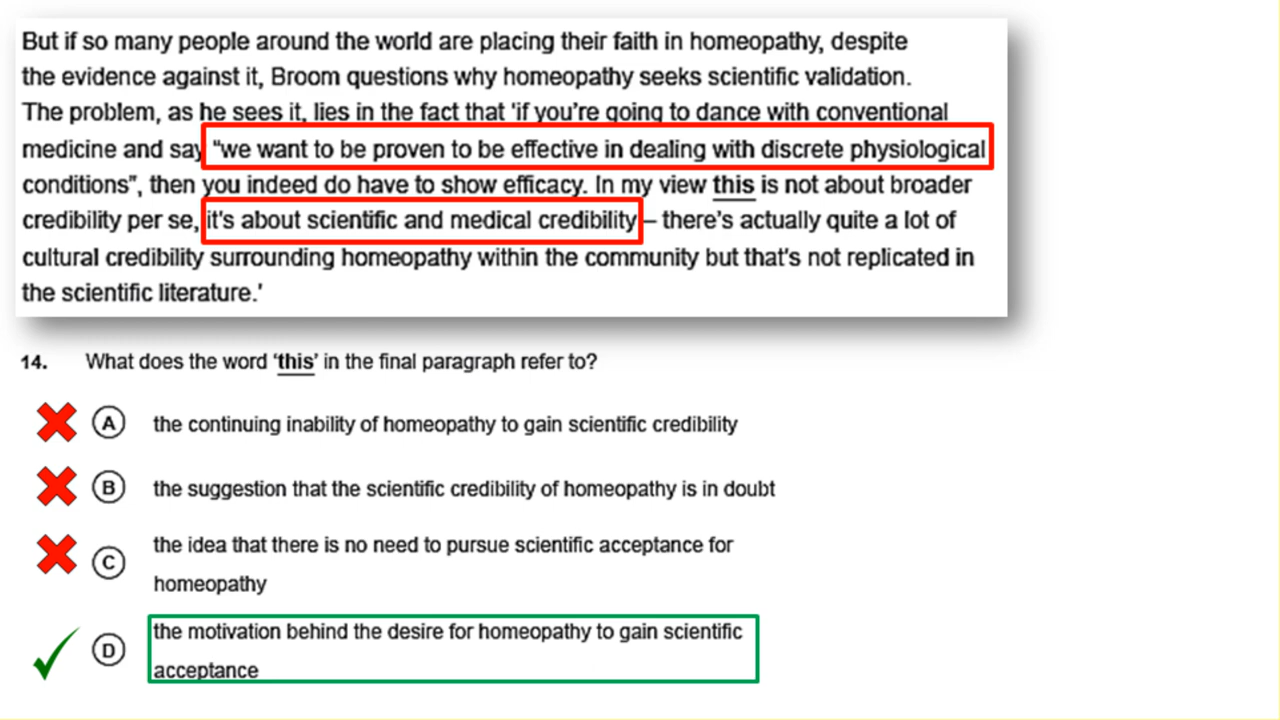 But if so many people around the world are placing their faith in homeopathy, despite
the evidence against it, Broom questions why homeopathy seeks scientific validation.
The problem, as he sees it, lies in the fact that 'if you're going to dance with conventional
medicine and say "we want to be proven to be effective in dealing with discrete physiological
conditions", then you indeed do have to show efficacy. In my view this is not about broader
credibility per se, it's about scientific and medical credibility – there's actually quite a lot of
cultural credibility surrounding homeopathy within the community but that's not replicated in
the scientific literature.'
14. What does the word 'this' in the final paragraph refer to?
A the continuing inability of homeopathy to gain scientific credibility
B the suggestion that the scientific credibility of homeopathy is in doubt
C the idea that there is no need to pursue scientific acceptance for
homeopathy
D the motivation behind the desire for homeopathy to gain scientific
acceptance